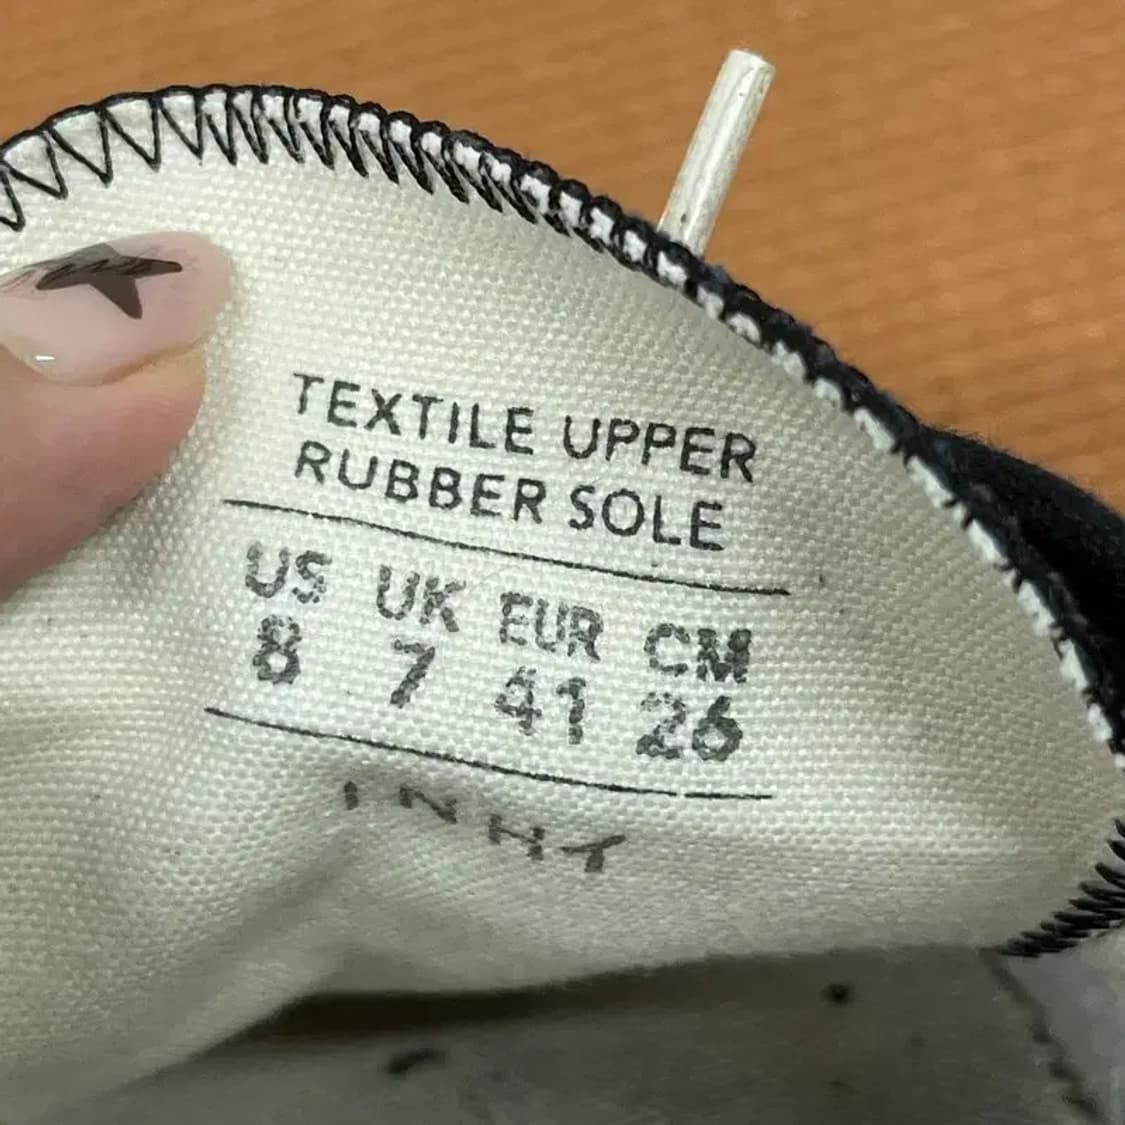 TEXTILE UPPER
RUBBER SOLE
US UK EUR CM
8 7 41 26